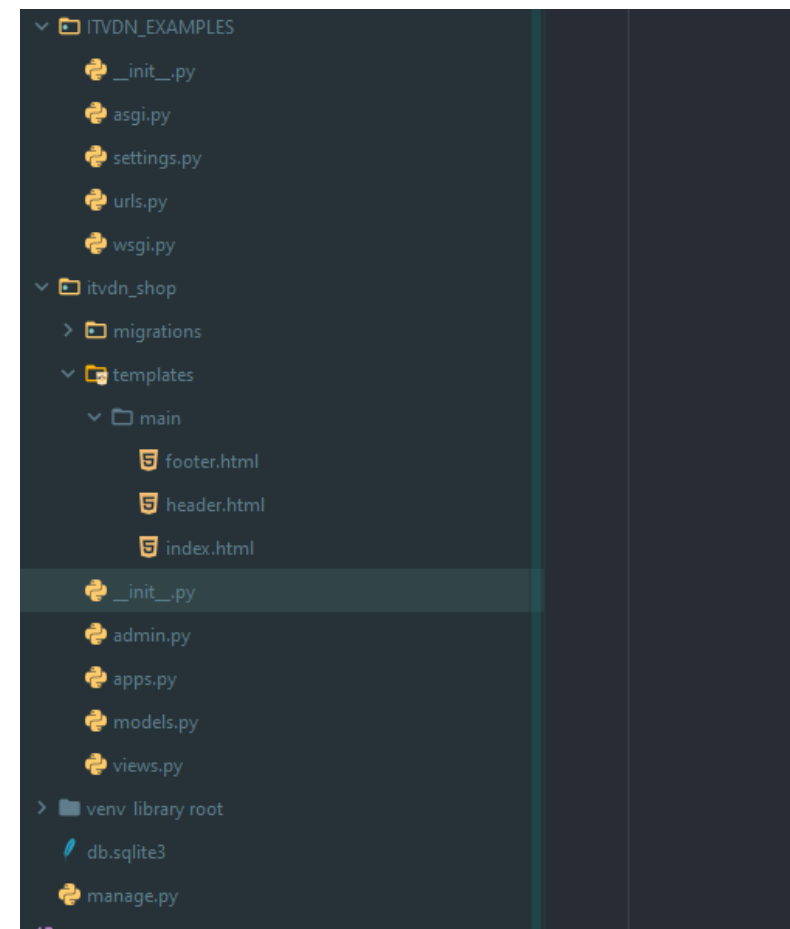 ITVDN_EXAMPLES
__init__.py
asgi.py
settings.py
urls.py
wsgi.py
itvdn_shop
migrations
templates
main
footer.html
header.html
index.html
__init__.py
admin.py
apps.py
models.py
views.py
venv library root
db.sqlite3
manage.py